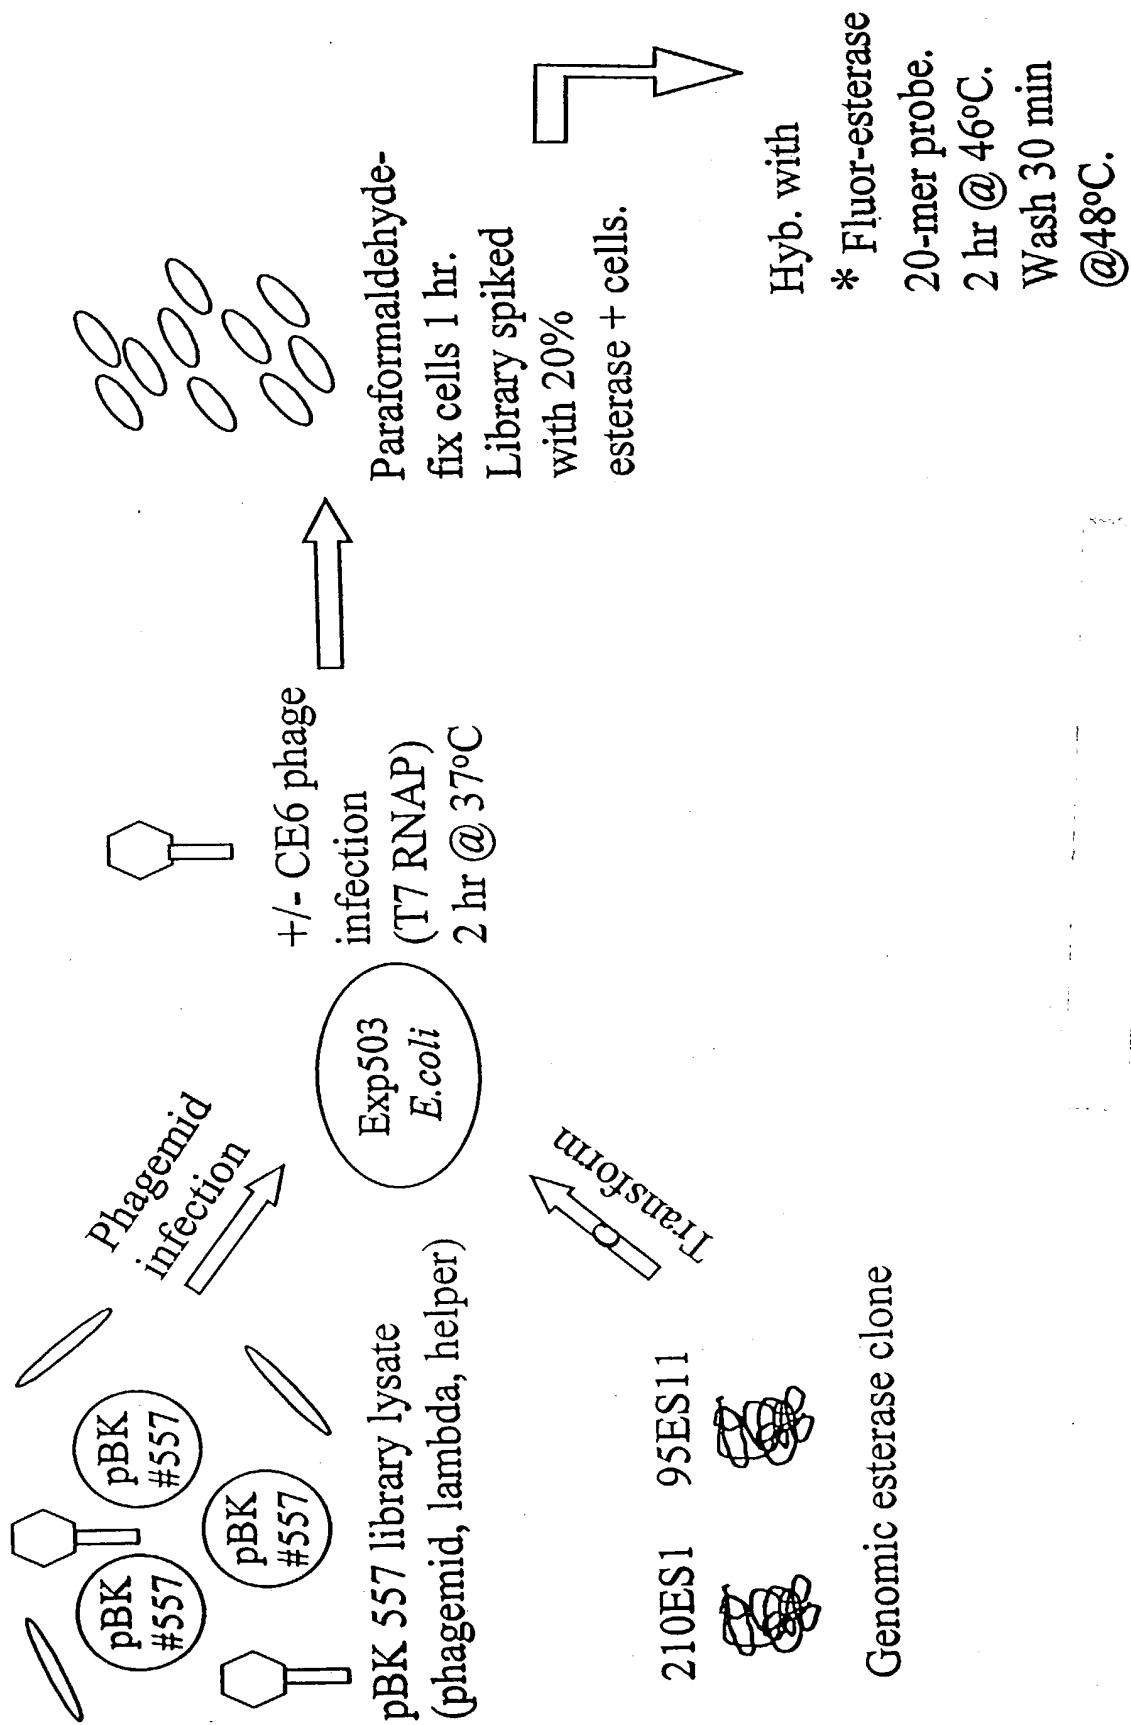 pBK
#557
pBK
#557
pBK
#557
pBK 557 library lysate
(phagemid, lambda, helper)
Phagemid
infection
210ES1 95ES11
Genomic esterase clone
Transform
Exp503
E.coli
+/- CE6 phage
infection
(T7 RNAP)
2 hr @ 37°C
Paraformaldehyde-
fix cells 1 hr.
Library spiked
with 20%
esterase + cells.
Hyb. with
* Fluor-esterase
20-mer probe.
2 hr @ 46°C.
Wash 30 min
@48°C.